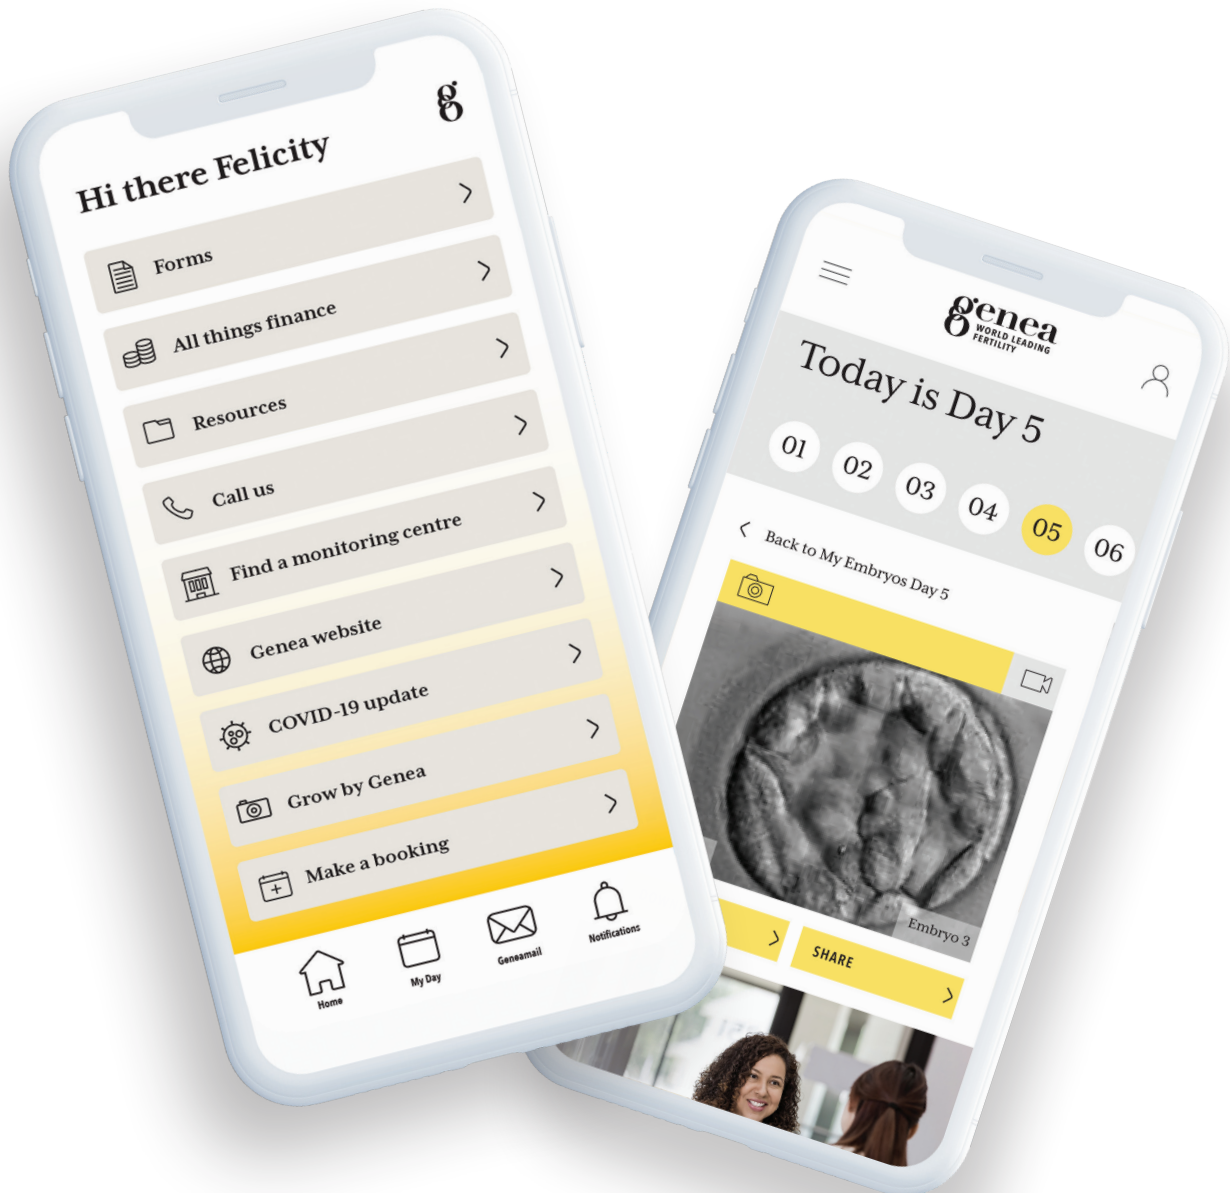 Hi there Felicity
Forms
All things finance
Resources
Call us
Find a monitoring centre
Genea website
COVID-19 update
Grow by Genea
Make a booking
Home
My Day
Geneamail
Notifications
genea
WORLD LEADING
FERTILITY
Today is Day 5
01
02
03
04
05
06
Back to My Embryos Day 5
Embryo 3
SHARE